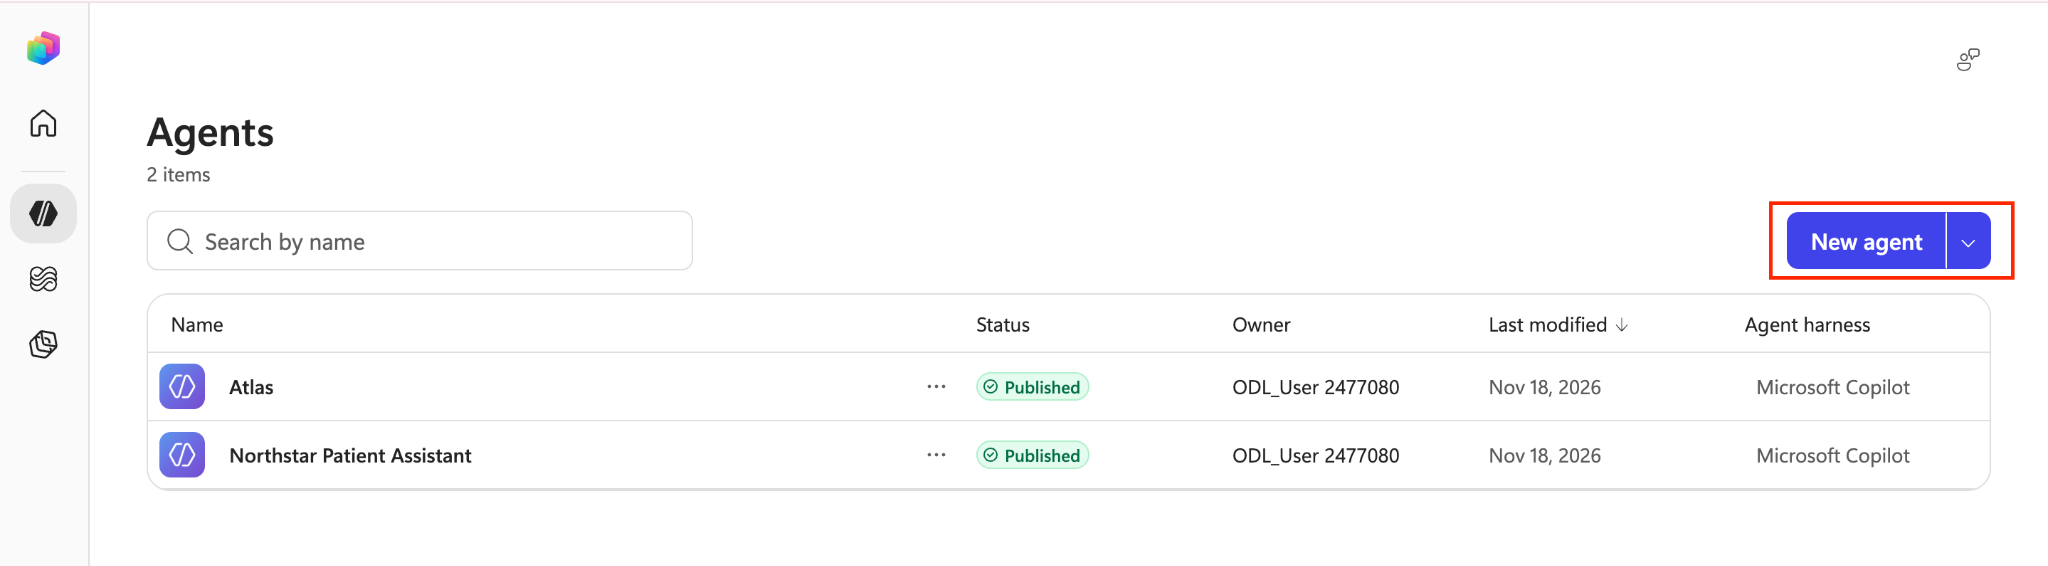 Agents
2 items
Search by name
New agent
Name Status Owner Last modified Agent harness
Atlas Published ODL_User 2477080 Nov 18, 2026 Microsoft Copilot
Northstar Patient Assistant Published ODL_User 2477080 Nov 18, 2026 Microsoft Copilot